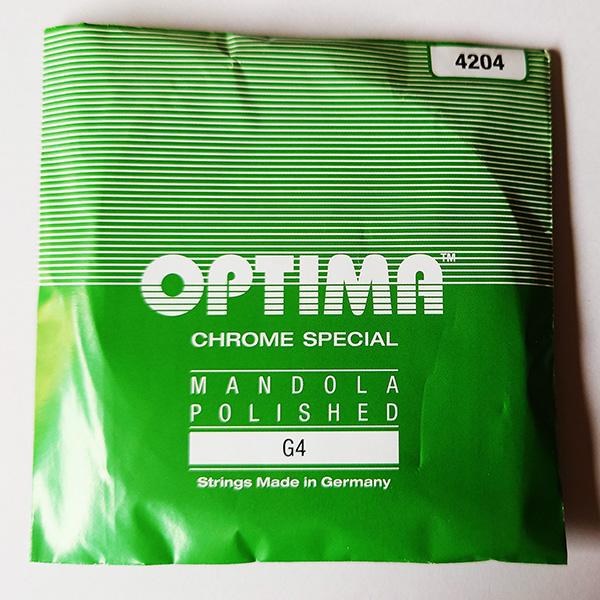 4204
OPTIMA™
CHROME SPECIAL
MANDOLA
POLISHED
G4
Strings Made in Germany